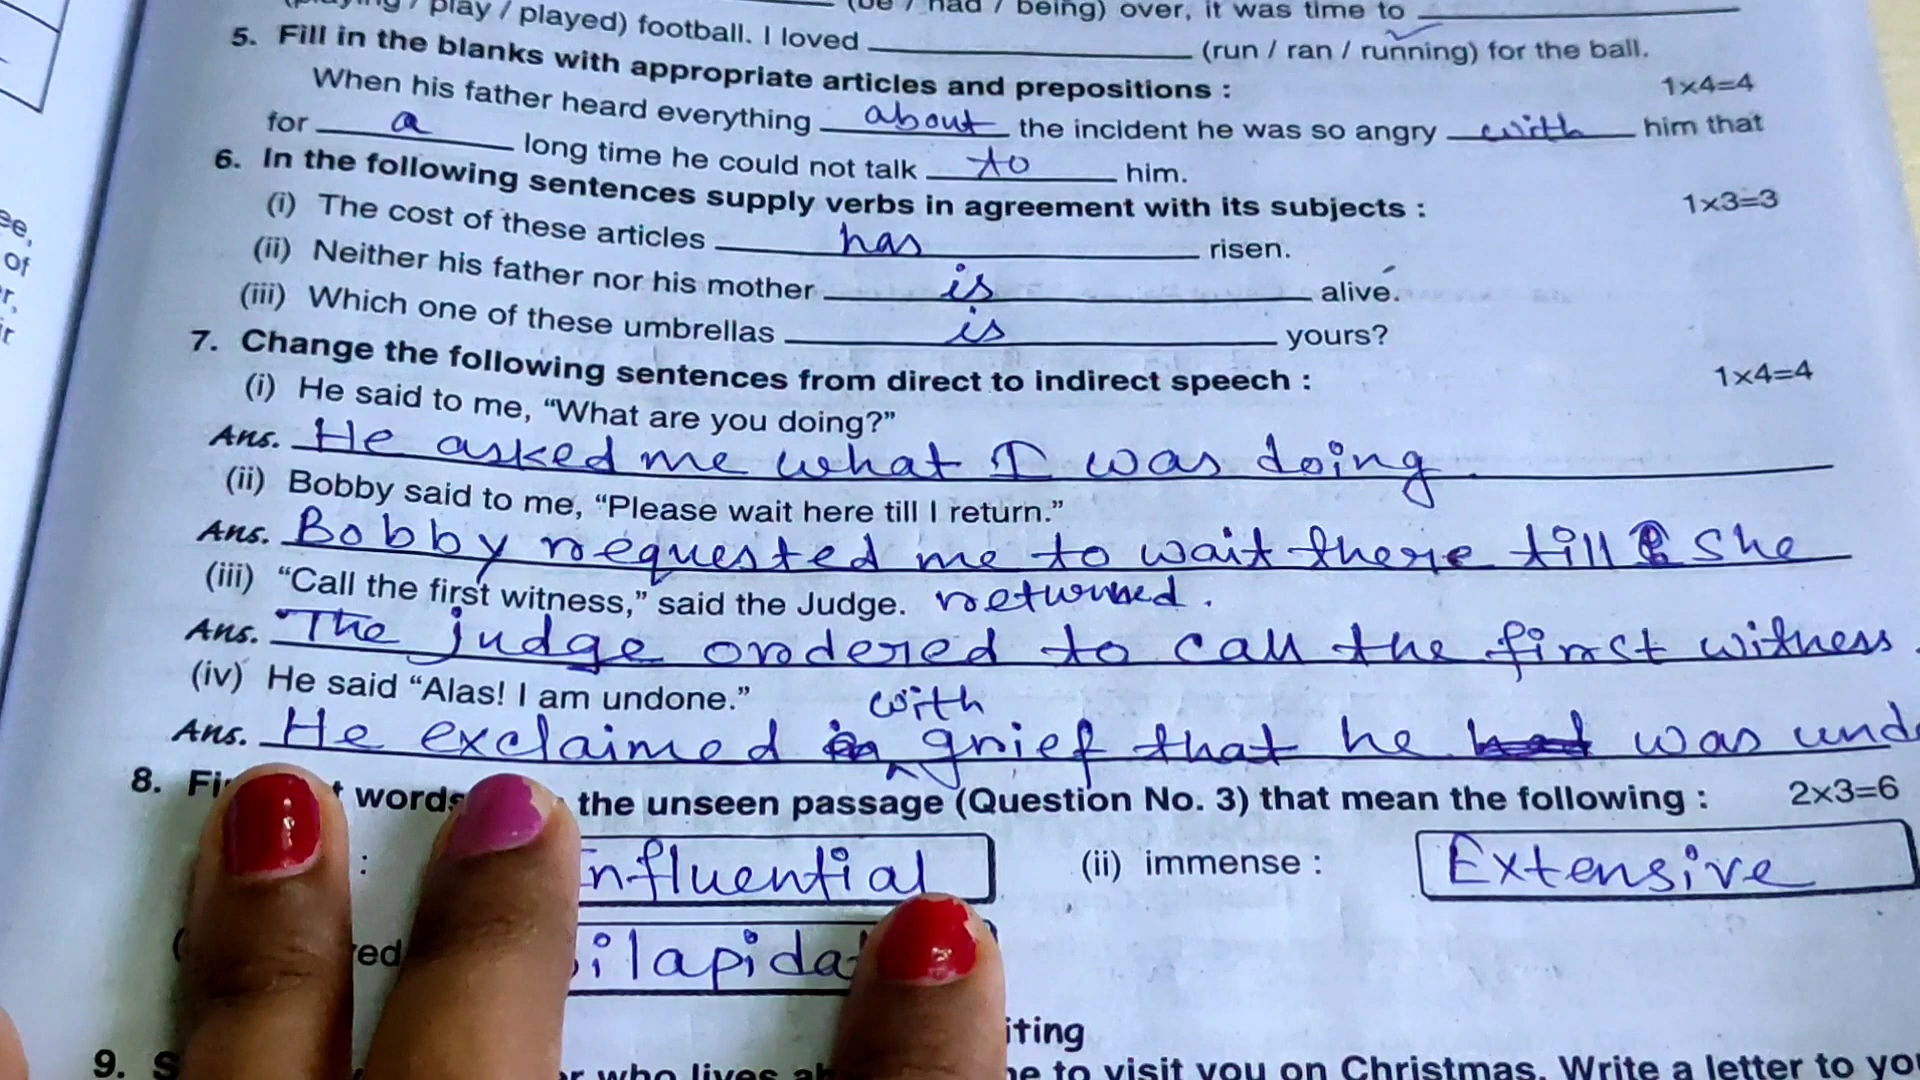 / play / played) football. I loved ______ (run / ran / running) for the ball.
(be / had / being) over, it was time to ______
5. Fill in the blanks with appropriate articles and prepositions : 1×4=4
When his father heard everything about the incident he was so angry with him that
for a long time he could not talk to him.
6. In the following sentences supply verbs in agreement with its subjects : 1×3=3
(i) The cost of these articles has risen.
(ii) Neither his father nor his mother is alive.
(iii) Which one of these umbrellas is yours?
7. Change the following sentences from direct to indirect speech : 1×4=4
(i) He said to me, “What are you doing?”
Ans. He asked me what I was doing.
(ii) Bobby said to me, “Please wait here till I return.”
Ans. Bobby requested me to wait there till she
returned.
(iii) “Call the first witness,” said the Judge.
Ans. The judge ordered to call the first witness.
(iv) He said “Alas! I am undone.”
Ans. He exclaimed with grief that he was und
8. words the unseen passage (Question No. 3) that mean the following : 2×3=6
: nfluential (ii) immense : Extensive
ed ilapida
iting
9. S who lives to visit you on Christmas. Write a letter to yo